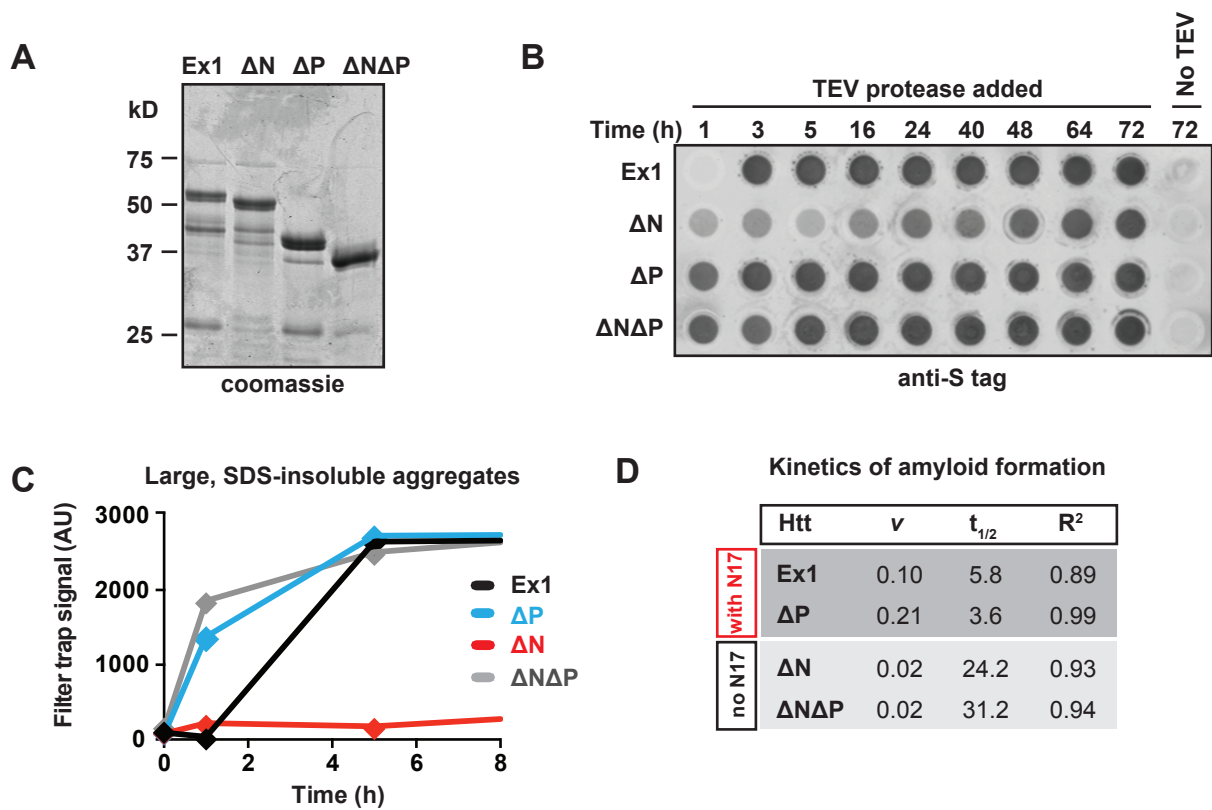 A
Ex1 ΔN ΔP ΔNΔP
kD
75
50
37
25
coomassie
B
TEV protease added
No TEV
Time (h) 1 3 5 16 24 40 48 64 72 72
Ex1
ΔN
ΔP
ΔNΔP
anti-S tag
C
Large, SDS-insoluble aggregates
Filter trap signal (AU)
3000
2000
1000
0
0 2 4 6 8
Time (h)
Ex1
ΔP
ΔN
ΔNΔP
D
Kinetics of amyloid formation
Htt v t1/2 R2
with N17
Ex1 0.10 5.8 0.89
ΔP 0.21 3.6 0.99
no N17
ΔN 0.02 24.2 0.93
ΔNΔP 0.02 31.2 0.94